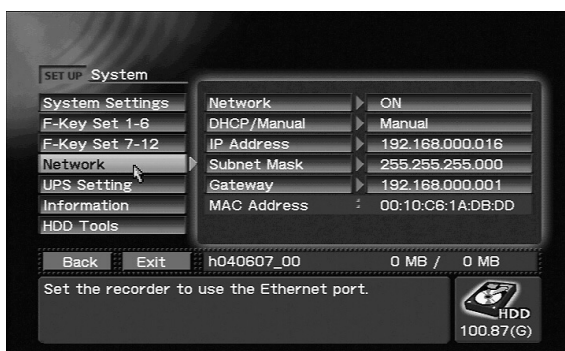 SET UP System
System Settings
F-Key Set 1-6
F-Key Set 7-12
Network
UPS Setting
Information
HDD Tools
Network ON
DHCP/Manual Manual
IP Address 192.168.000.016
Subnet Mask 255.255.255.000
Gateway 192.168.000.001
MAC Address : 00:10:C6:1A:DB:DD
Back Exit h040607_00 0 MB / 0 MB
Set the recorder to use the Ethernet port.
HDD
100.87(G)